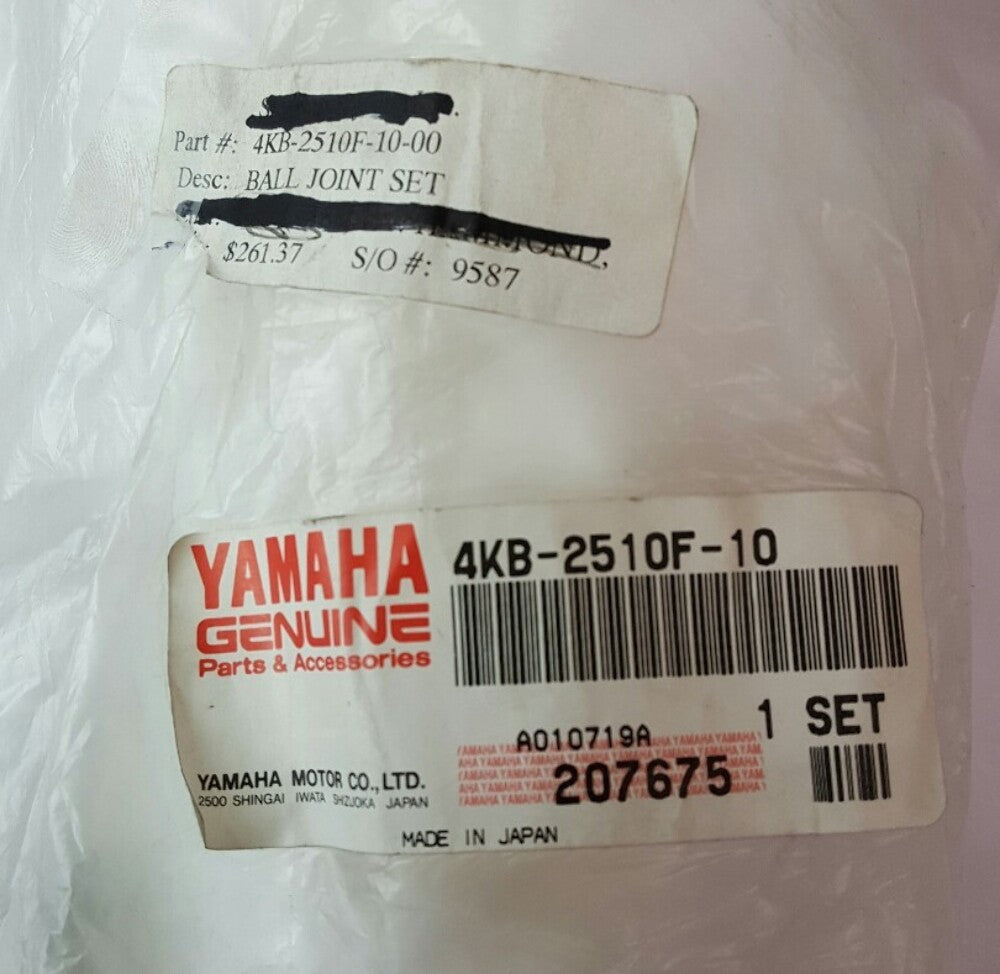 Part #: 4KB-2510F-10-00
Desc: BALL JOINT SET
$261.37 S/O #: 9587
YAMAHA
GENUINE
Parts & Accessories
4KB-2510F-10
1 SET
A010719A
207675
YAMAHA MOTOR CO., LTD.
2500 SHINGAI IWATA SHIZUOKA JAPAN
MADE IN JAPAN